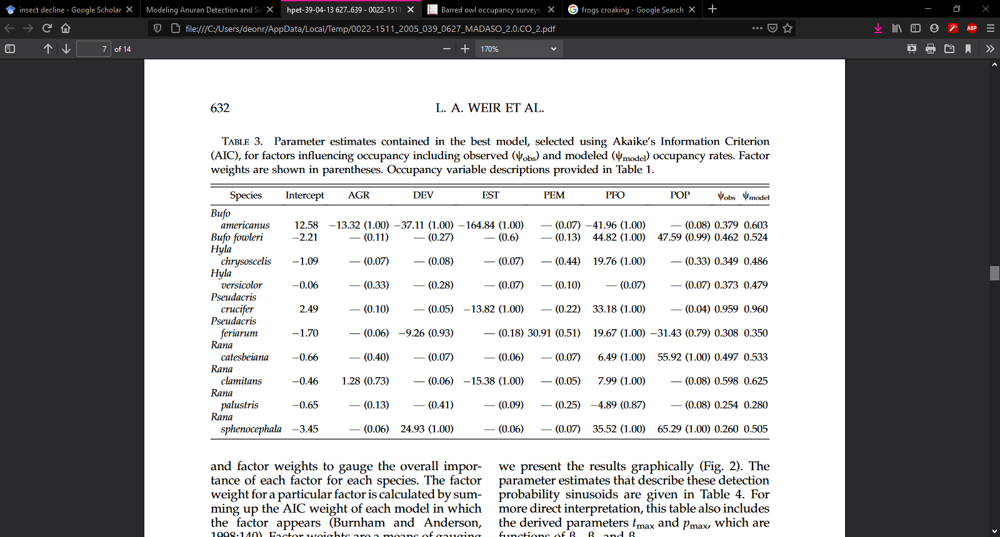 insect decline - Google Scholar
Modeling Anuran Detection and Sit
hpet-39-04-13 627..639 - 0022-1511
Barred owl occupancy surveys
frogs croaking - Google Search
file:///C:/Users/deonr/AppData/Local/Temp/0022-1511_2005_039_0627_MADASO_2.0.CO_2.pdf
ABP
7 of 14
170%
632 L. A. WEIR ET AL.
TABLE 3. Parameter estimates contained in the best model, selected using Akaike's Information Criterion
(AIC), for factors influencing occupancy including observed (ψobs) and modeled (ψmodel) occupancy rates. Factor
weights are shown in parentheses. Occupancy variable descriptions provided in Table 1.
Species Intercept AGR DEV EST PEM PFO POP ψobs ψmodel
Bufo
americanus 12.58 −13.32 (1.00) −37.11 (1.00) −164.84 (1.00) — (0.07) −41.96 (1.00) — (0.08) 0.379 0.603
Bufo fowleri −2.21 — (0.11) — (0.27) — (0.6) — (0.13) 44.82 (1.00) 47.59 (0.99) 0.462 0.524
Hyla
chrysoscelis −1.09 — (0.07) — (0.08) — (0.07) — (0.44) 19.76 (1.00) — (0.33) 0.349 0.486
Hyla
versicolor −0.06 — (0.33) — (0.28) — (0.07) — (0.10) — (0.07) — (0.07) 0.373 0.479
Pseudacris
crucifer 2.49 — (0.10) — (0.05) −13.82 (1.00) — (0.22) 33.18 (1.00) — (0.04) 0.959 0.960
Pseudacris
feriarum −1.70 — (0.06) −9.26 (0.93) — (0.18) 30.91 (0.51) 19.67 (1.00) −31.43 (0.79) 0.308 0.350
Rana
catesbeiana −0.66 — (0.40) — (0.07) — (0.06) — (0.07) 6.49 (1.00) 55.92 (1.00) 0.497 0.533
Rana
clamitans −0.46 1.28 (0.73) — (0.06) −15.38 (1.00) — (0.05) 7.99 (1.00) — (0.08) 0.598 0.625
Rana
palustris −0.65 — (0.13) — (0.41) — (0.09) — (0.25) −4.89 (0.87) — (0.08) 0.254 0.280
Rana
sphenocephala −3.45 — (0.06) 24.93 (1.00) — (0.06) — (0.07) 35.52 (1.00) 65.29 (1.00) 0.260 0.505
and factor weights to gauge the overall impor-
tance of each factor for each species. The factor
weight for a particular factor is calculated by sum-
ming up the AIC weight of each model in which
the factor appears (Burnham and Anderson,
1998:140). Factor weights are a means of gauging
we present the results graphically (Fig. 2). The
parameter estimates that describe these detection
probability sinusoids are given in Table 4. For
more direct interpretation, this table also includes
the derived parameters tmax and pmax, which are
functions of β, β, and β